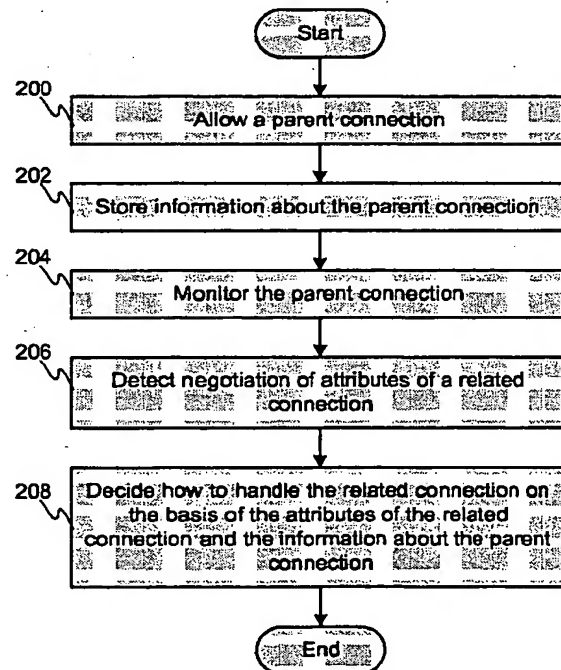 Start
200
Allow a parent connection
202
Store information about the parent connection
204
Monitor the parent connection
206
Detect negotiation of attributes of a related
connection
208
Decide how to handle the related connection on
the basis of the attributes of the related
connection and the information about the parent
connection
End